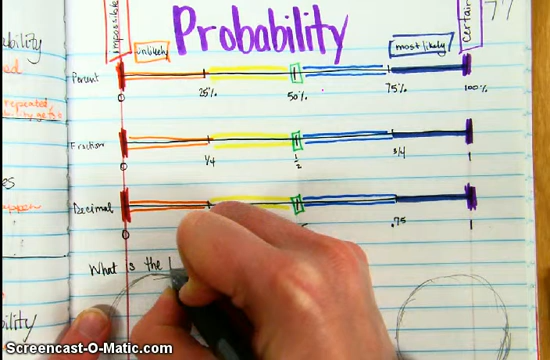 Impossible
Certain
Probability
unlikely
most likely
Percent
0 25% 50% 75% 100%
Fraction
0 1/4 1/2 3/4 1
Decimal
0 .75 1
What is the
repeated,
Screencast-O-Matic.com